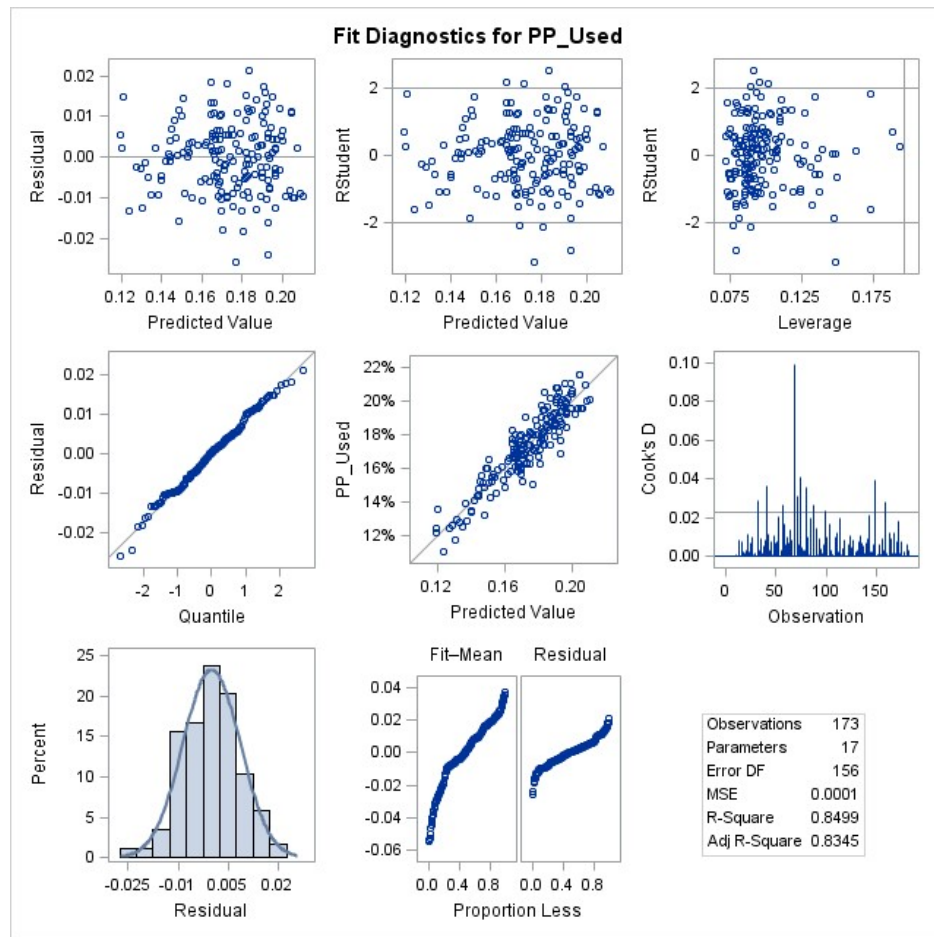 Fit Diagnostics for PP_Used
Residual
0.02
0.01
0.00
-0.01
-0.02
0.12 0.14 0.16 0.18 0.20
Predicted Value
RStudent
2
0
-2
0.12 0.14 0.16 0.18 0.20
Predicted Value
RStudent
2
0
-2
0.075 0.125 0.175
Leverage
Residual
0.02
0.01
0.00
-0.01
-0.02
-2 -1 0 1 2
Quantile
PP_Used
22%
20%
18%
16%
14%
12%
0.12 0.16 0.20
Predicted Value
Cook's D
0.10
0.08
0.06
0.04
0.02
0.00
0 50 100 150
Observation
Percent
25
20
15
10
5
0
-0.025 -0.01 0.005 0.02
Residual
Fit–Mean Residual
0.04
0.02
0.00
-0.02
-0.04
-0.06
0.0 0.4 0.8 0.0 0.4 0.8
Proportion Less
Observations 173
Parameters 17
Error DF 156
MSE 0.0001
R-Square 0.8499
Adj R-Square 0.8345